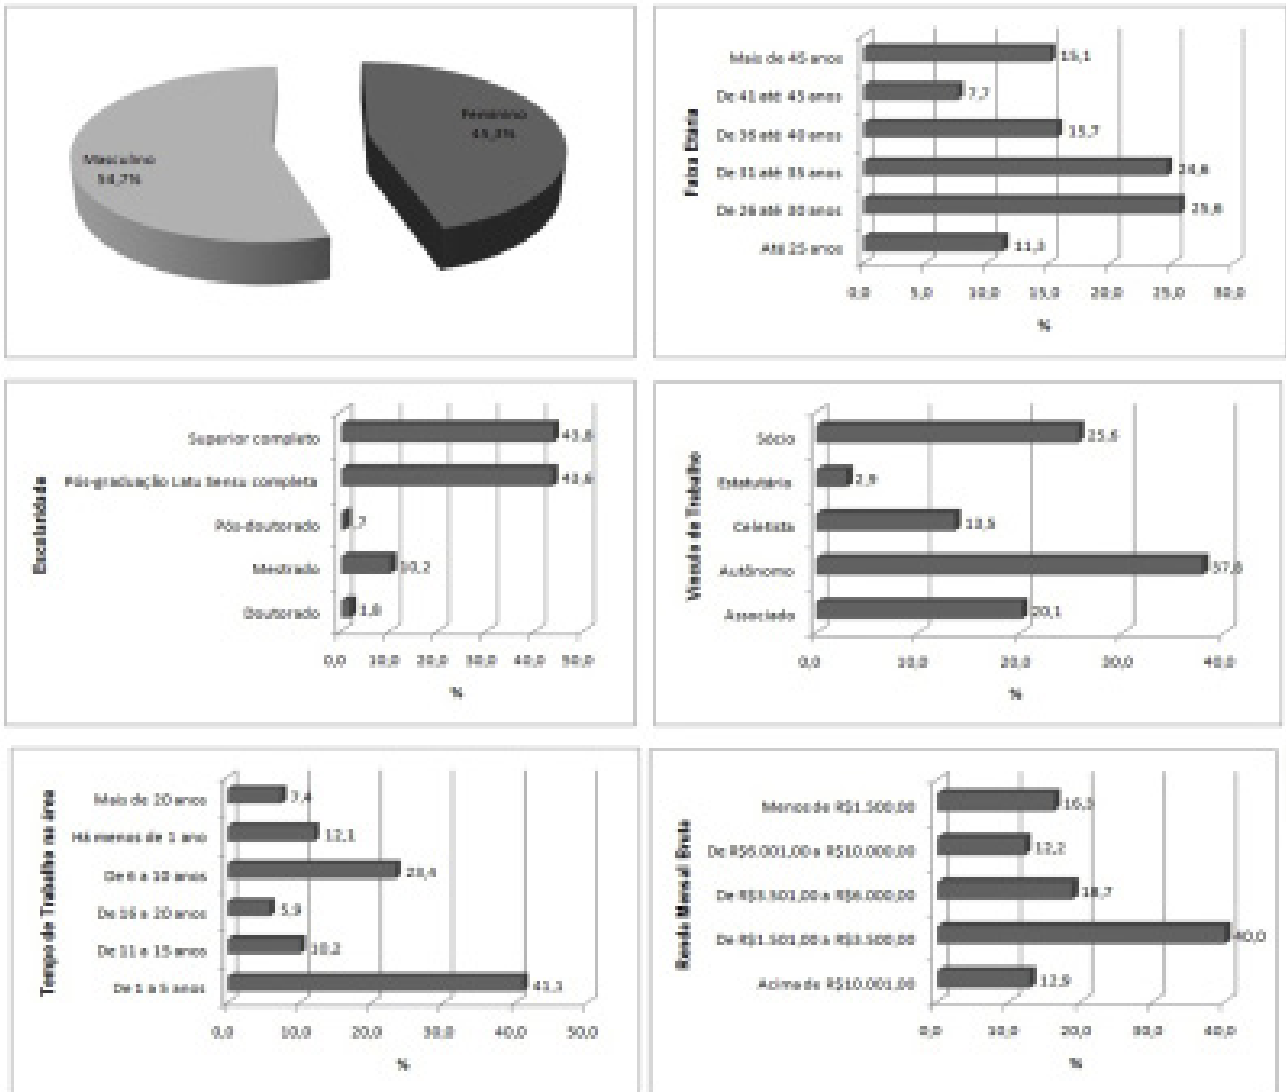 Masculino
54,7%
Feminino
45,3%
Faixa Etária
Mais de 45 anos
15,1
De 41 até 45 anos
7,7
De 36 até 40 anos
15,7
De 31 até 35 anos
24,6
De 26 até 30 anos
25,6
Até 25 anos
11,3
0,0 5,0 10,0 15,0 20,0 25,0 30,0
%
Escolaridade
Superior completo
43,6
Pós-graduação Latu Sensu completa
43,6
Pós-doutorado
,7
Mestrado
10,2
Doutorado
1,8
0,0 10,0 20,0 30,0 40,0 50,0
%
Vínculo de Trabalho
Sócio
25,6
Estatutário
2,9
Celetista
13,5
Autônomo
37,8
Associado
20,1
0,0 10,0 20,0 30,0 40,0
%
Tempo de Trabalho na área
Mais de 20 anos
7,4
Há menos de 1 ano
12,1
De 6 a 10 anos
23,4
De 16 a 20 anos
5,9
De 11 a 15 anos
10,2
De 1 a 5 anos
41,1
0,0 10,0 20,0 30,0 40,0 50,0
%
Renda Mensal Bruta
Menos de R$1.500,00
16,3
De R$6.001,00 a R$10.000,00
12,2
De R$3.501,00 a R$6.000,00
18,7
De R$1.501,00 a R$3.500,00
40,0
Acima de R$10.001,00
12,9
0,0 10,0 20,0 30,0 40,0
%